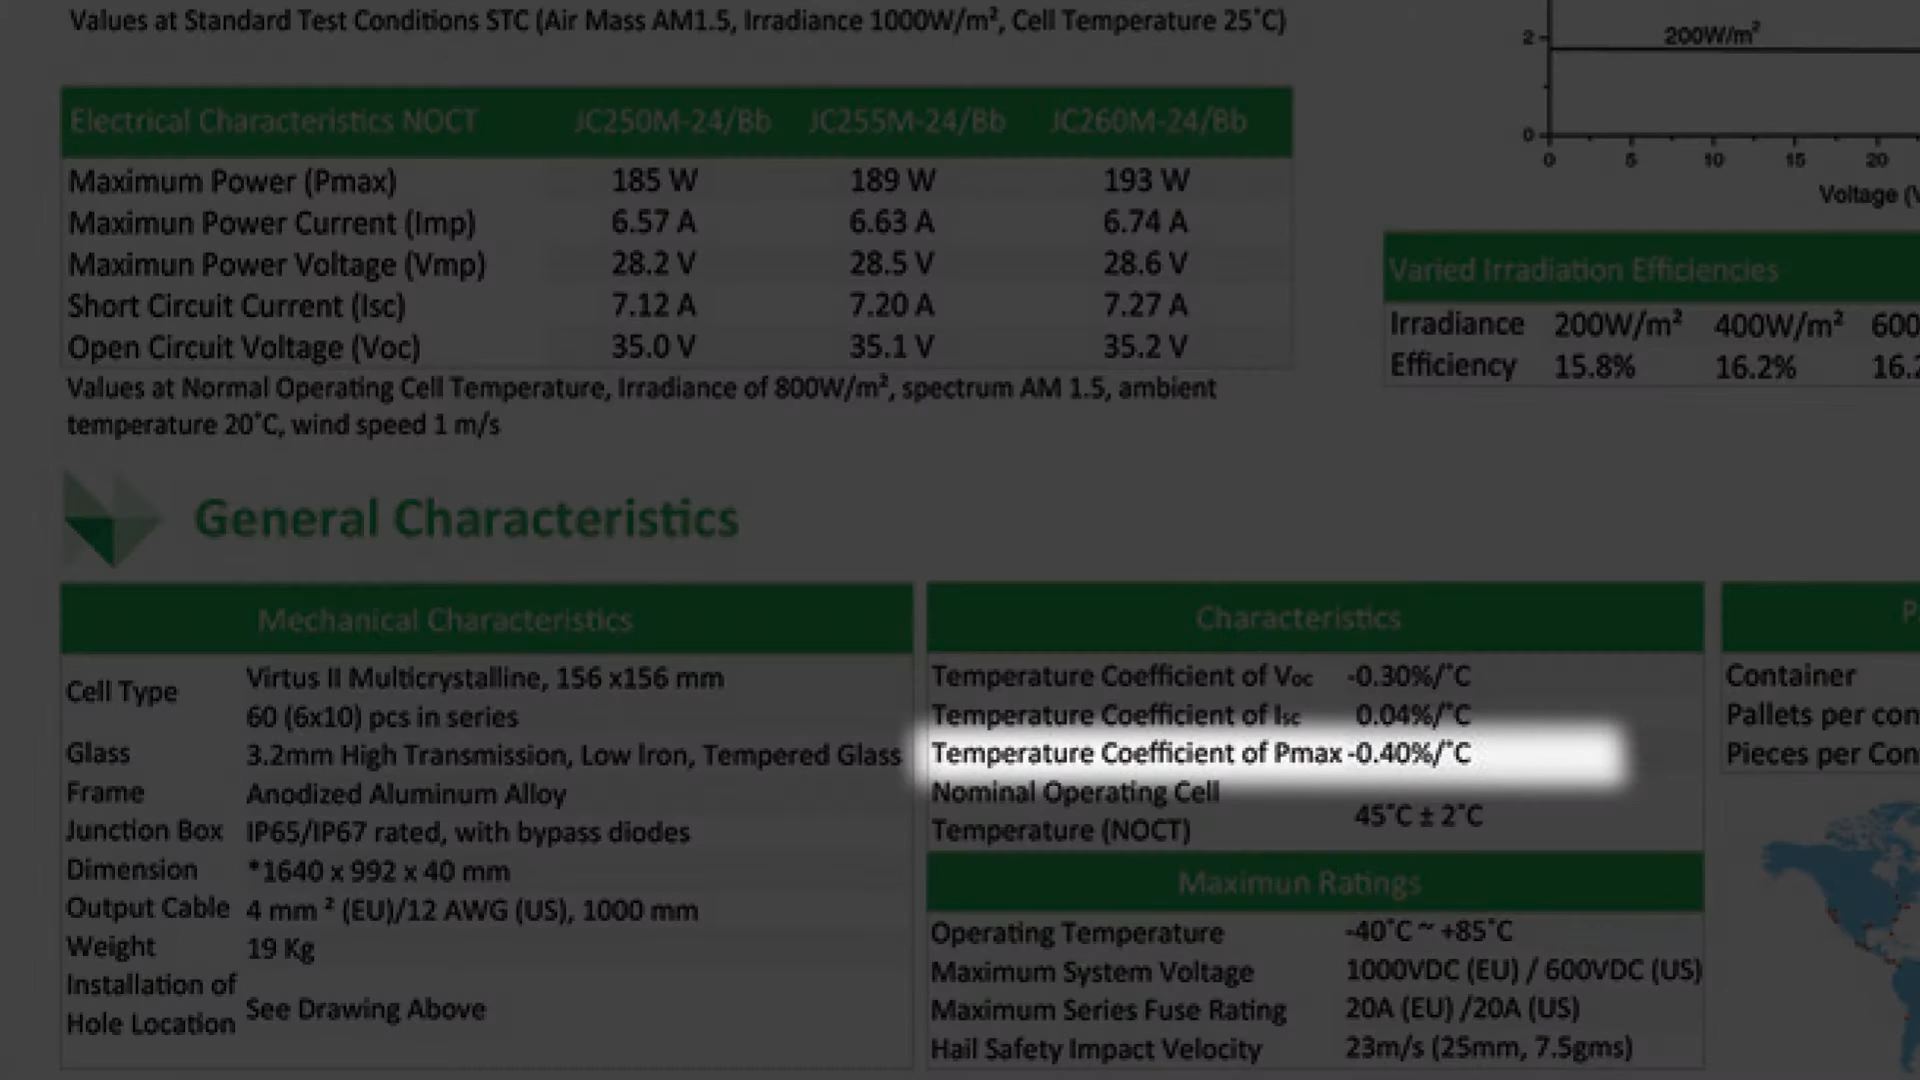 Values at Standard Test Conditions STC (Air Mass AM1.5, Irradiance 1000W/m², Cell Temperature 25˚C)
Electrical Characteristics NOCT JC250M-24/Bb JC255M-24/Bb JC260M-24/Bb
Maximum Power (Pmax) 185 W 189 W 193 W
Maximun Power Current (Imp) 6.57 A 6.63 A 6.74 A
Maximun Power Voltage (Vmp) 28.2 V 28.5 V 28.6 V
Short Circuit Current (Isc) 7.12 A 7.20 A 7.27 A
Open Circuit Voltage (Voc) 35.0 V 35.1 V 35.2 V
Values at Normal Operating Cell Temperature, Irradiance of 800W/m², spectrum AM 1.5, ambient
temperature 20˚C, wind speed 1 m/s
2 200W/m²
0
0 5 10 15 20
Voltage (V
Varied Irradiation Efficiencies
Irradiance 200W/m² 400W/m² 600
Efficiency 15.8% 16.2% 16.2
General Characteristics
Mechanical Characteristics
Cell Type Virtus II Multicrystalline, 156 x156 mm
60 (6x10) pcs in series
Glass 3.2mm High Transmission, Low Iron, Tempered Glass
Frame Anodized Aluminum Alloy
Junction Box IP65/IP67 rated, with bypass diodes
Dimension *1640 x 992 x 40 mm
Output Cable 4 mm ² (EU)/12 AWG (US), 1000 mm
Weight 19 Kg
Installation of
Hole Location See Drawing Above
Characteristics
Temperature Coefficient of Voc -0.30%/˚C
Temperature Coefficient of Isc 0.04%/˚C
Temperature Coefficient of Pmax -0.40%/˚C
Nominal Operating Cell
Temperature (NOCT) 45˚C ± 2˚C
Maximun Ratings
Operating Temperature -40˚C ~ +85˚C
Maximum System Voltage 1000VDC (EU) / 600VDC (US)
Maximum Series Fuse Rating 20A (EU) /20A (US)
Hail Safety Impact Velocity 23m/s (25mm, 7.5gms)
P
Container
Pallets per con
Pieces per Con